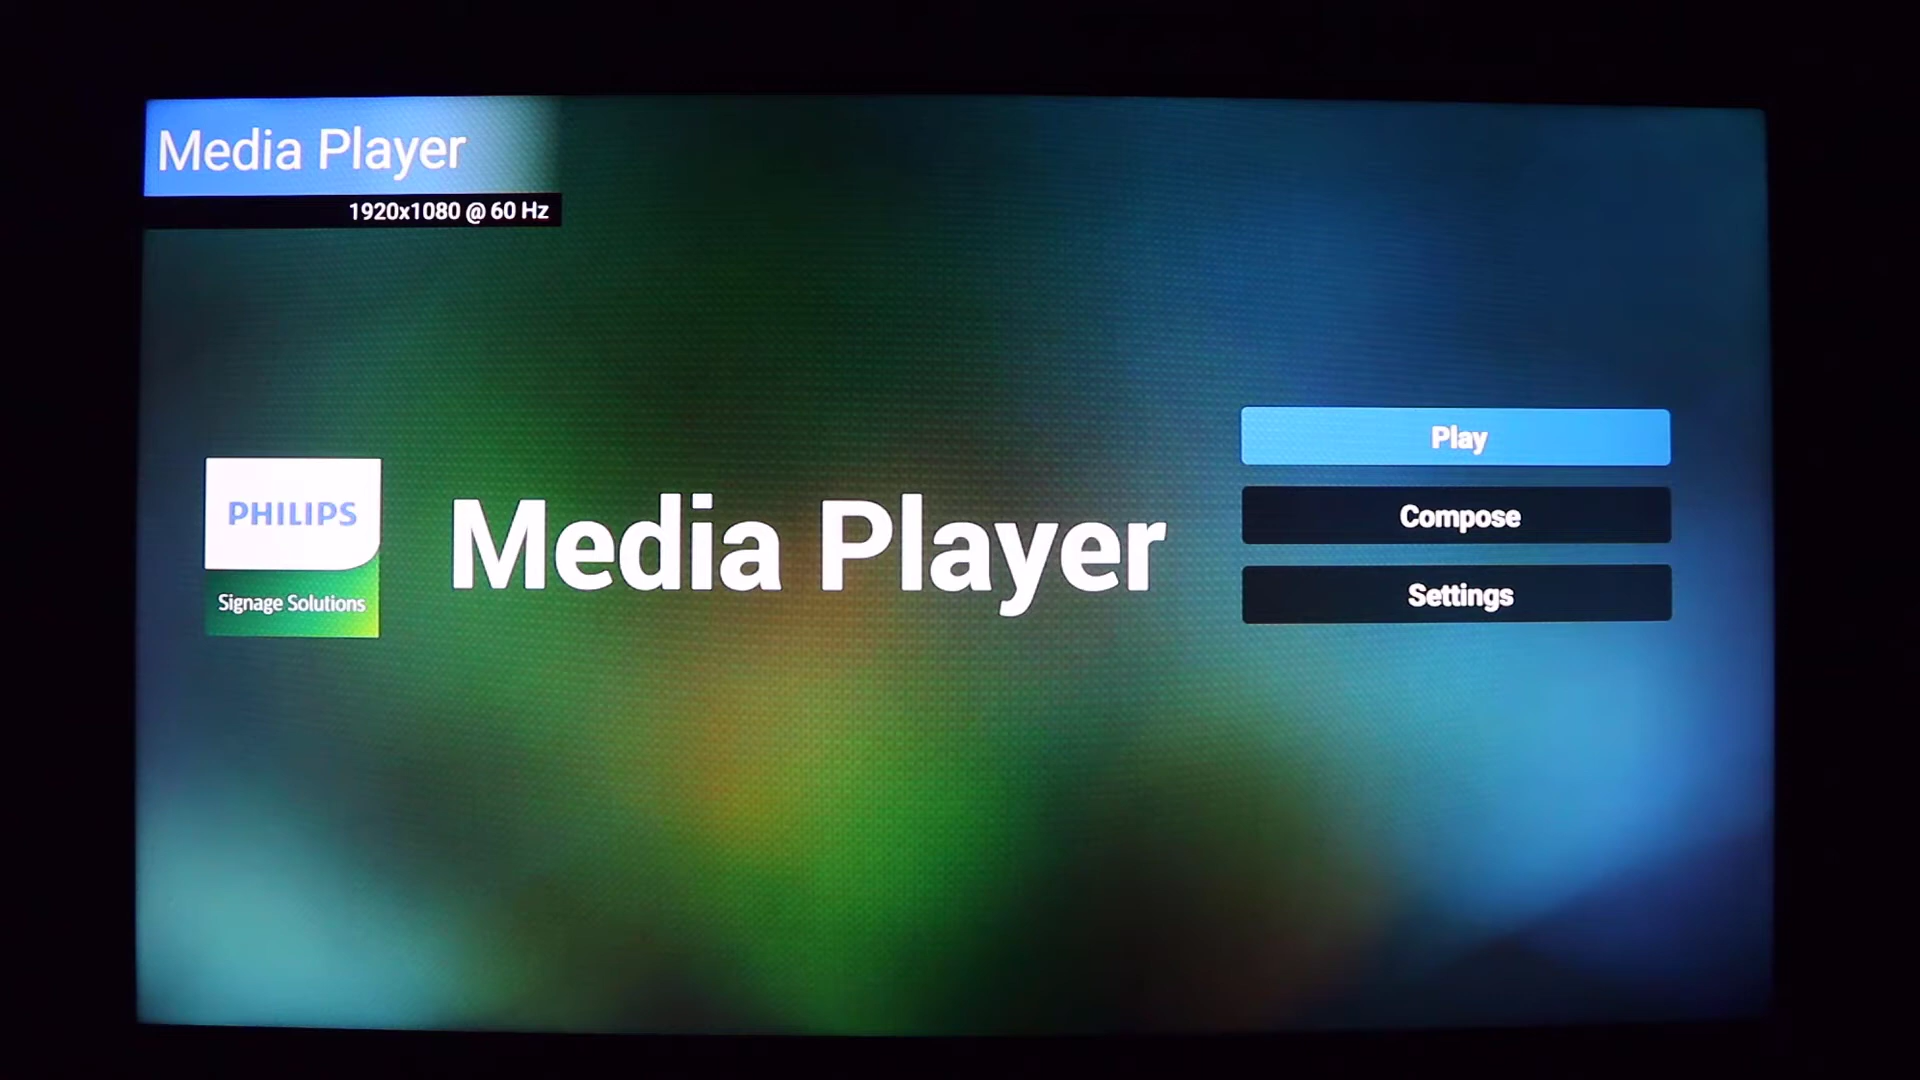 Media Player
1920x1080 @ 60 Hz
PHILIPS
Signage Solutions
Media Player
Play
Compose
Settings